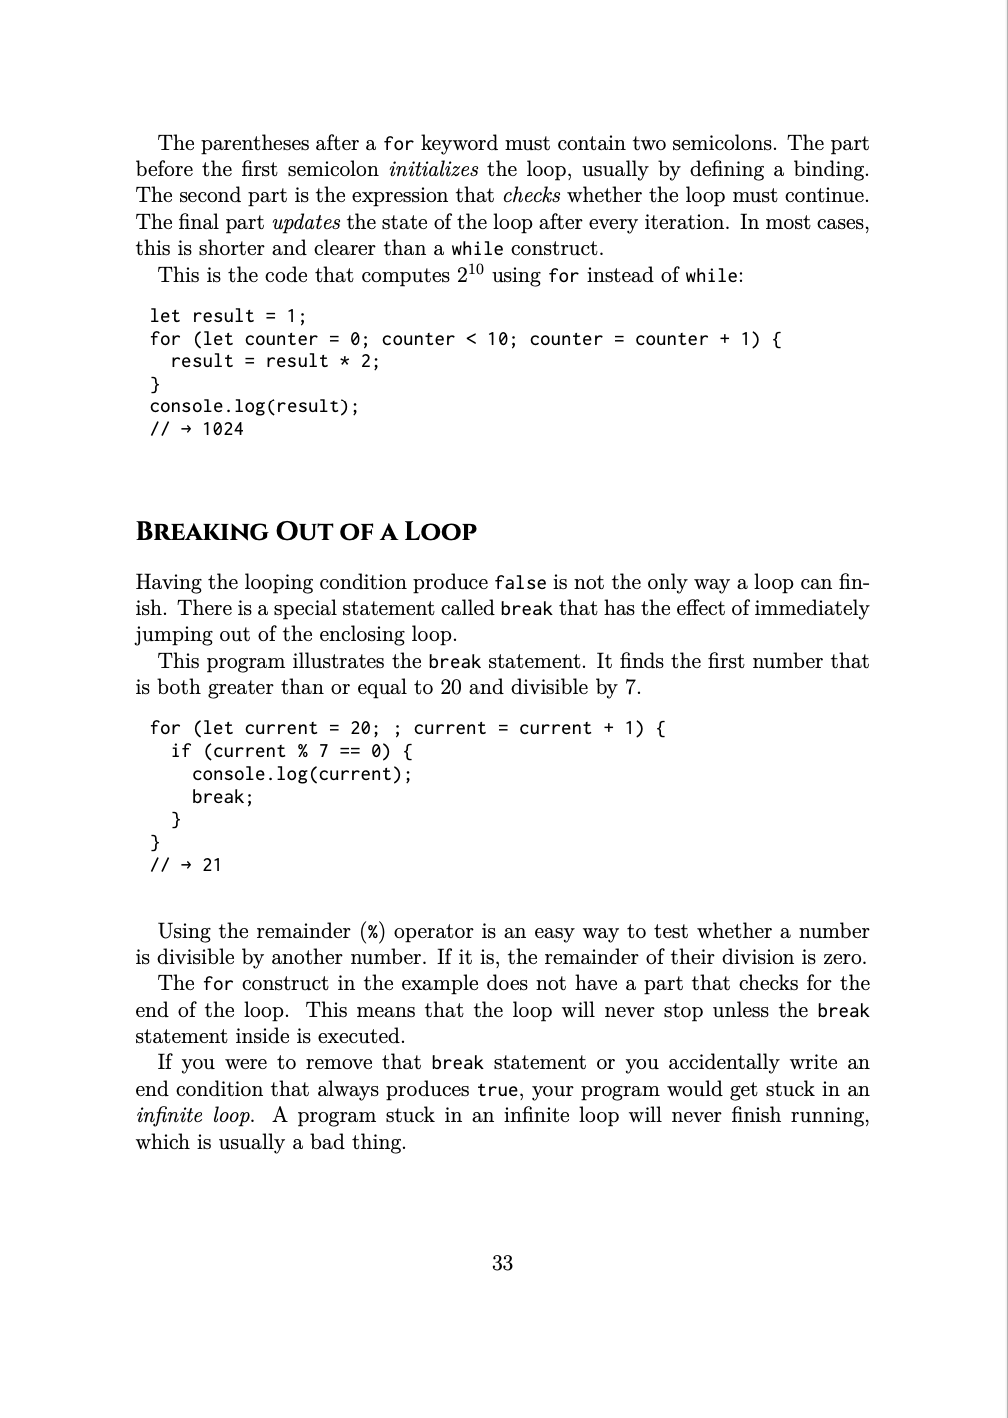 The parentheses after a for keyword must contain two semicolons. The part
before the first semicolon initializes the loop, usually by defining a binding.
The second part is the expression that checks whether the loop must continue.
The final part updates the state of the loop after every iteration. In most cases,
this is shorter and clearer than a while construct.
This is the code that computes 2¹⁰ using for instead of while:
let result = 1;
for (let counter = 0; counter < 10; counter = counter + 1) {
  result = result * 2;
}
console.log(result);
// → 1024
Breaking Out of a Loop
Having the looping condition produce false is not the only way a loop can fin-
ish. There is a special statement called break that has the effect of immediately
jumping out of the enclosing loop.
This program illustrates the break statement. It finds the first number that
is both greater than or equal to 20 and divisible by 7.
for (let current = 20; ; current = current + 1) {
  if (current % 7 == 0) {
    console.log(current);
    break;
  }
}
// → 21
Using the remainder (%) operator is an easy way to test whether a number
is divisible by another number. If it is, the remainder of their division is zero.
The for construct in the example does not have a part that checks for the
end of the loop. This means that the loop will never stop unless the break
statement inside is executed.
If you were to remove that break statement or you accidentally write an
end condition that always produces true, your program would get stuck in an
infinite loop. A program stuck in an infinite loop will never finish running,
which is usually a bad thing.
33